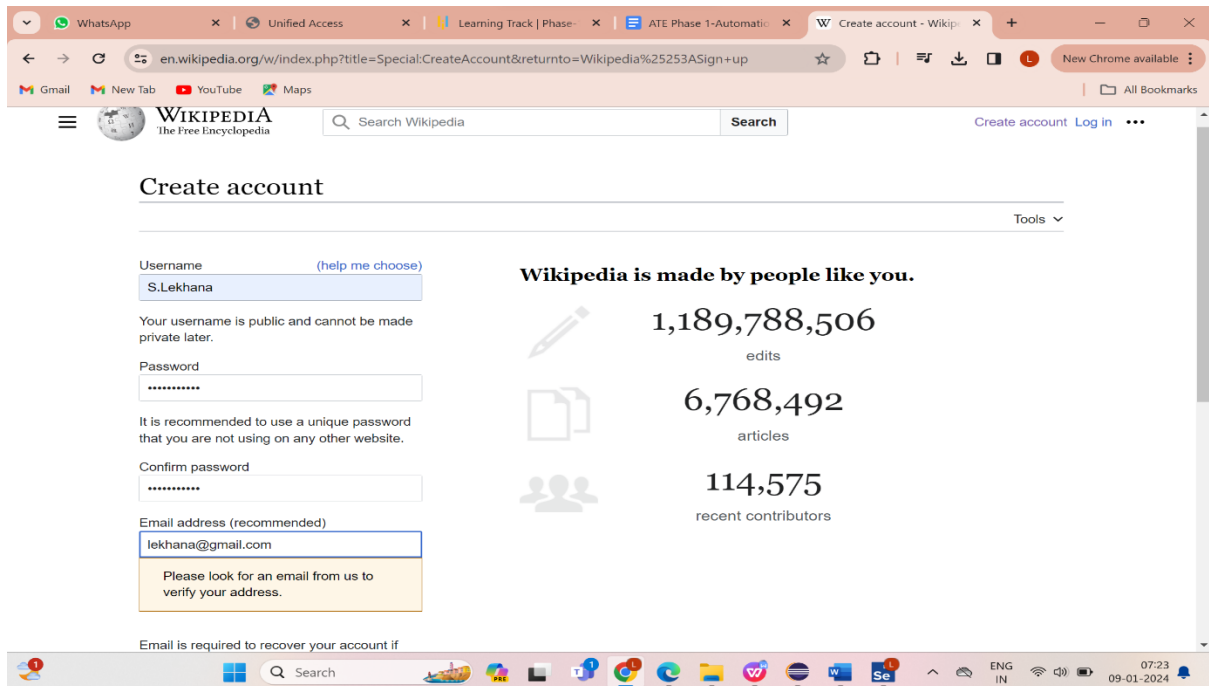 WhatsApp
Unified Access
Learning Track | Phase-
ATE Phase 1-Automatio
Create account - Wikipe
en.wikipedia.org/w/index.php?title=Special:CreateAccount&returnto=Wikipedia%25253ASign+up
L
New Chrome available
Gmail
New Tab
YouTube
Maps
All Bookmarks
WIKIPEDIA
The Free Encyclopedia
Search Wikipedia
Search
Create account
Log in
Create account
Tools
Username
(help me choose)
S.Lekhana
Your username is public and cannot be made
private later.
Password
•••••••••••
It is recommended to use a unique password
that you are not using on any other website.
Confirm password
•••••••••••
Email address (recommended)
lekhana@gmail.com
Please look for an email from us to
verify your address.
Email is required to recover your account if
Wikipedia is made by people like you.
1,189,788,506
edits
6,768,492
articles
114,575
recent contributors
1
Search
PRE
Se
ENG
IN
07:23
09-01-2024